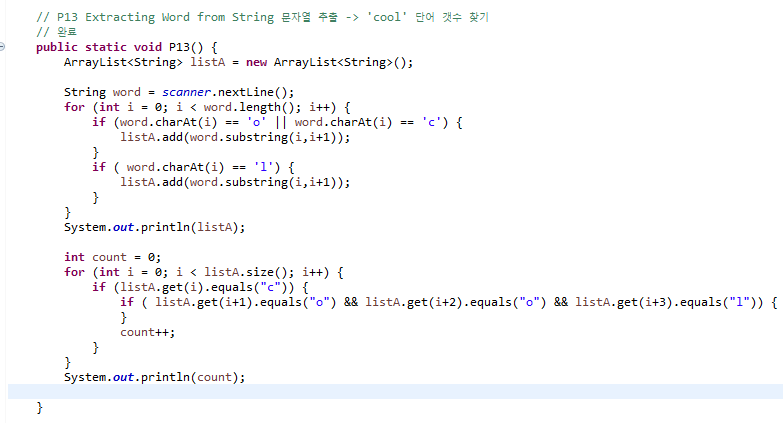 // P13 Extracting Word from String 문자열 추출 -> 'cool' 단어 갯수 찾기
// 완료
public static void P13() {
ArrayList<String> listA = new ArrayList<String>();
String word = scanner.nextLine();
for (int i = 0; i < word.length(); i++) {
if (word.charAt(i) == 'o' || word.charAt(i) == 'c') {
listA.add(word.substring(i,i+1));
}
if ( word.charAt(i) == 'l') {
listA.add(word.substring(i,i+1));
}
}
System.out.println(listA);
int count = 0;
for (int i = 0; i < listA.size(); i++) {
if (listA.get(i).equals("c")) {
if ( listA.get(i+1).equals("o") && listA.get(i+2).equals("o") && listA.get(i+3).equals("l")) {
}
count++;
}
}
System.out.println(count);
}